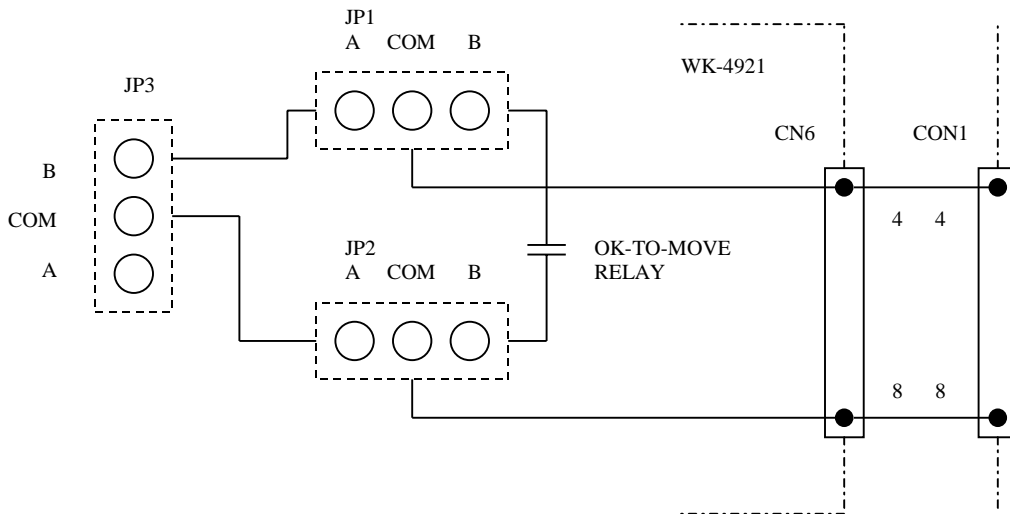 JP1
A COM B
WK-4921
JP3
CN6 CON1
B
COM
A
4 4
JP2
A COM B
OK-TO-MOVE
RELAY
8 8